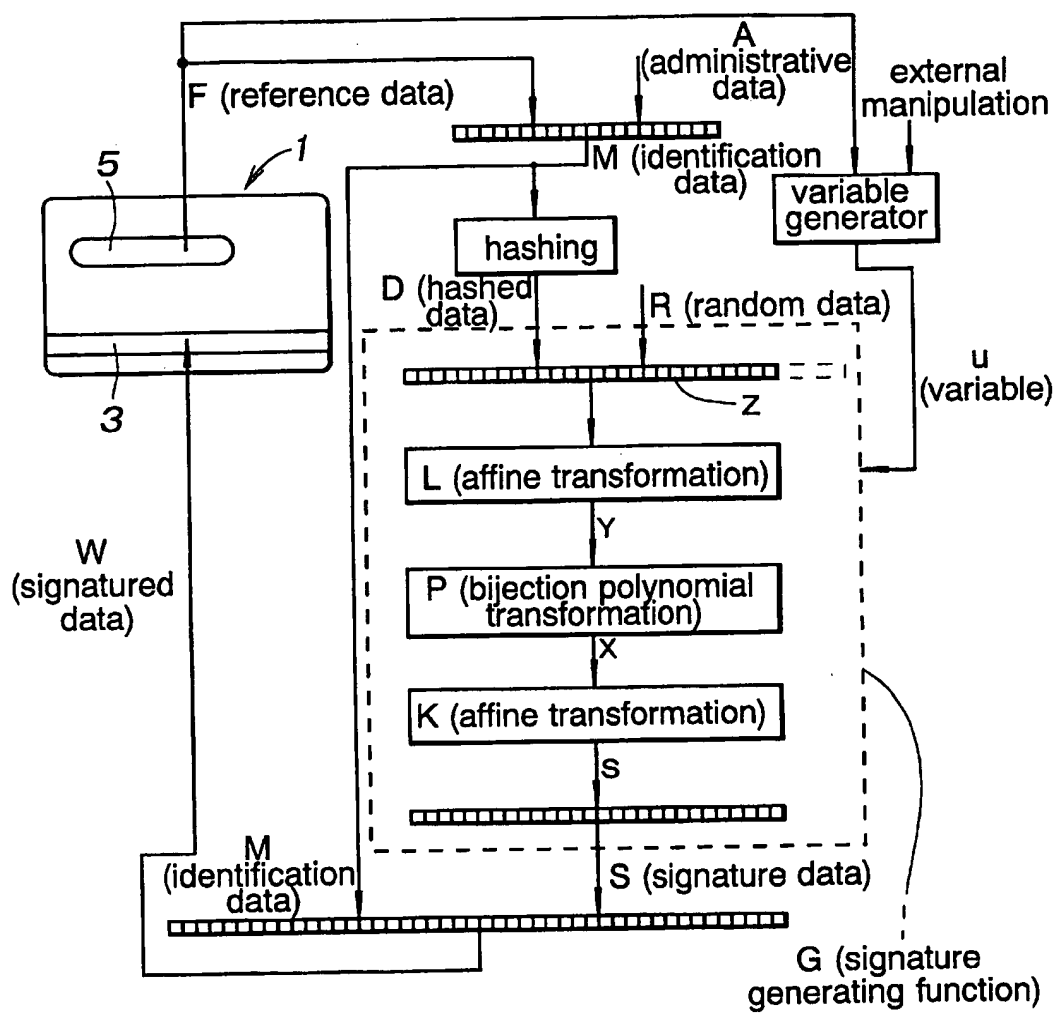 A
(administrative
data)
external
manipulation
F (reference data)
1
5
M (identification
data)
variable
generator
hashing
D (hashed
data)
R (random data)
u
(variable)
3
Z
L (affine transformation)
Y
W
(signatured
data)
P (bijection polynomial
transformation)
X
K (affine transformation)
S
M
(identification
data)
S (signature data)
G (signature
generating function)